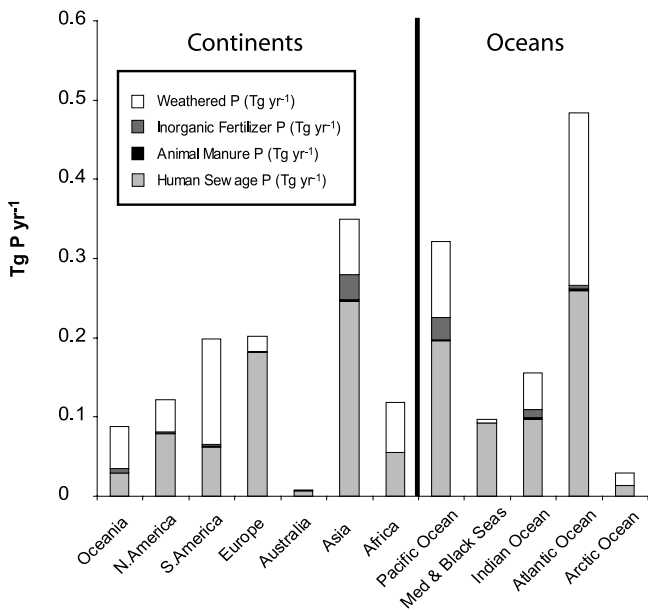 Continents
Oceans
Weathered P (Tg yr-1)
Inorganic Fertilizer P (Tg yr-1)
Animal Manure P (Tg yr-1)
Human Sewage P (Tg yr-1)
Tg P yr-1
0.6
0.5
0.4
0.3
0.2
0.1
0
Oceania
N.America
S.America
Europe
Australia
Asia
Africa
Pacific Ocean
Med & Black Seas
Indian Ocean
Atlantic Ocean
Arctic Ocean